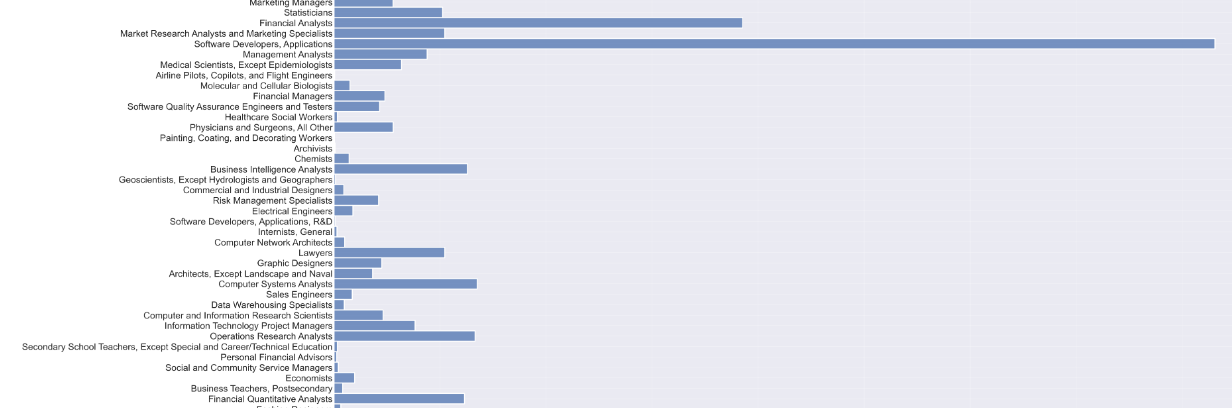 Marketing Managers
Statisticians
Financial Analysts
Market Research Analysts and Marketing Specialists
Software Developers, Applications
Management Analysts
Medical Scientists, Except Epidemiologists
Airline Pilots, Copilots, and Flight Engineers
Molecular and Cellular Biologists
Financial Managers
Software Quality Assurance Engineers and Testers
Healthcare Social Workers
Physicians and Surgeons, All Other
Painting, Coating, and Decorating Workers
Archivists
Chemists
Business Intelligence Analysts
Geoscientists, Except Hydrologists and Geographers
Commercial and Industrial Designers
Risk Management Specialists
Electrical Engineers
Software Developers, Applications, R&D
Internists, General
Computer Network Architects
Lawyers
Graphic Designers
Architects, Except Landscape and Naval
Computer Systems Analysts
Sales Engineers
Data Warehousing Specialists
Computer and Information Research Scientists
Information Technology Project Managers
Operations Research Analysts
Secondary School Teachers, Except Special and Career/Technical Education
Personal Financial Advisors
Social and Community Service Managers
Economists
Business Teachers, Postsecondary
Financial Quantitative Analysts